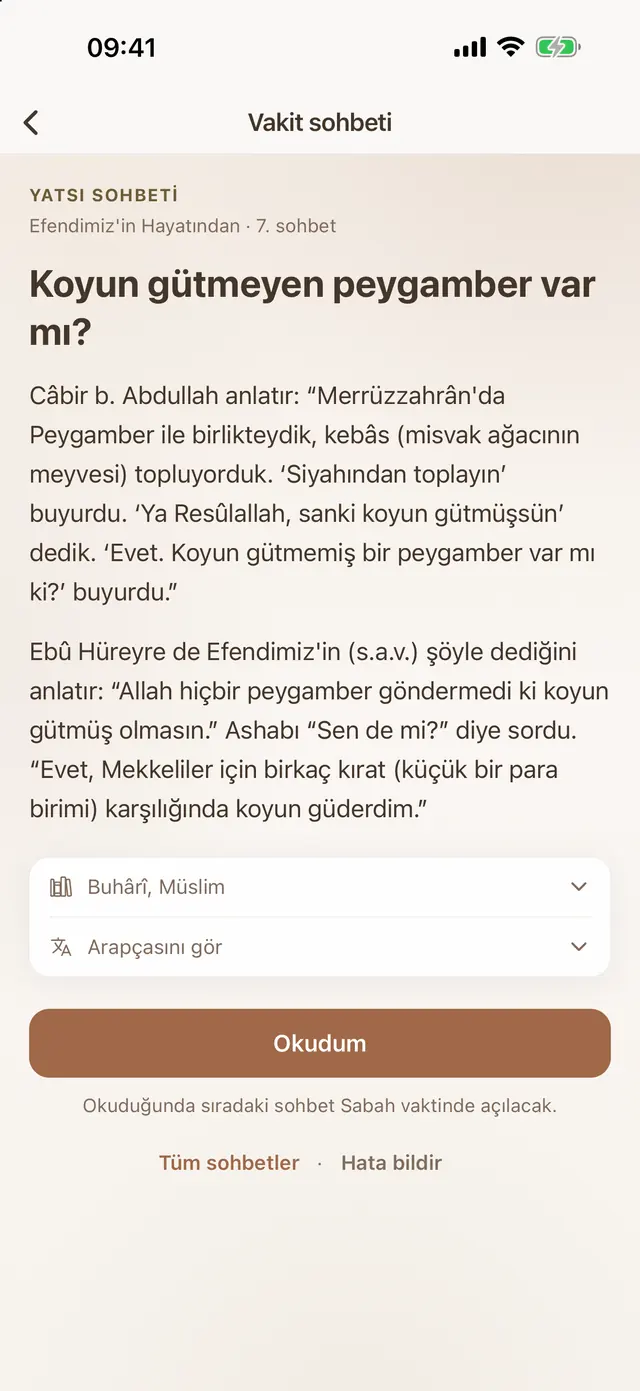 09:41
Vakit sohbeti
YATSI SOHBETİ
Efendimiz'in Hayatından · 7. sohbet
Koyun gütmeyen peygamber var
mı?
Câbir b. Abdullah anlatır: “Merrüzzahrân'da
Peygamber ile birlikteydik, kebâs (misvak ağacının
meyvesi) topluyorduk. ‘Siyahından toplayın’
buyurdu. ‘Ya Resûlallah, sanki koyun gütmüşsün’
dedik. ‘Evet. Koyun gütmemiş bir peygamber var mı
ki?’ buyurdu.”
Ebû Hüreyre de Efendimiz'in (s.a.v.) şöyle dediğini
anlatır: “Allah hiçbir peygamber göndermedi ki koyun
gütmüş olmasın.” Ashabı “Sen de mi?” diye sordu.
“Evet, Mekkeliler için birkaç kırat (küçük bir para
birimi) karşılığında koyun güderdim.”
Buhârî, Müslim
Arapçasını gör
Okudum
Okuduğunda sıradaki sohbet Sabah vaktinde açılacak.
Tüm sohbetler · Hata bildir